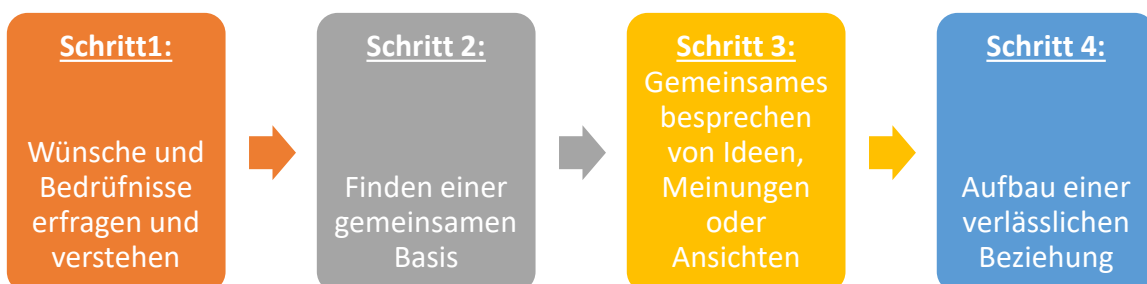 Schritt1:
Wünsche und
Bedrüfnisse
erfragen und
verstehen
Schritt 2:
Finden einer
gemeinsamen
Basis
Schritt 3:
Gemeinsames
besprechen
von Ideen,
Meinungen
oder
Ansichten
Schritt 4:
Aufbau einer
verlässlichen
Beziehung